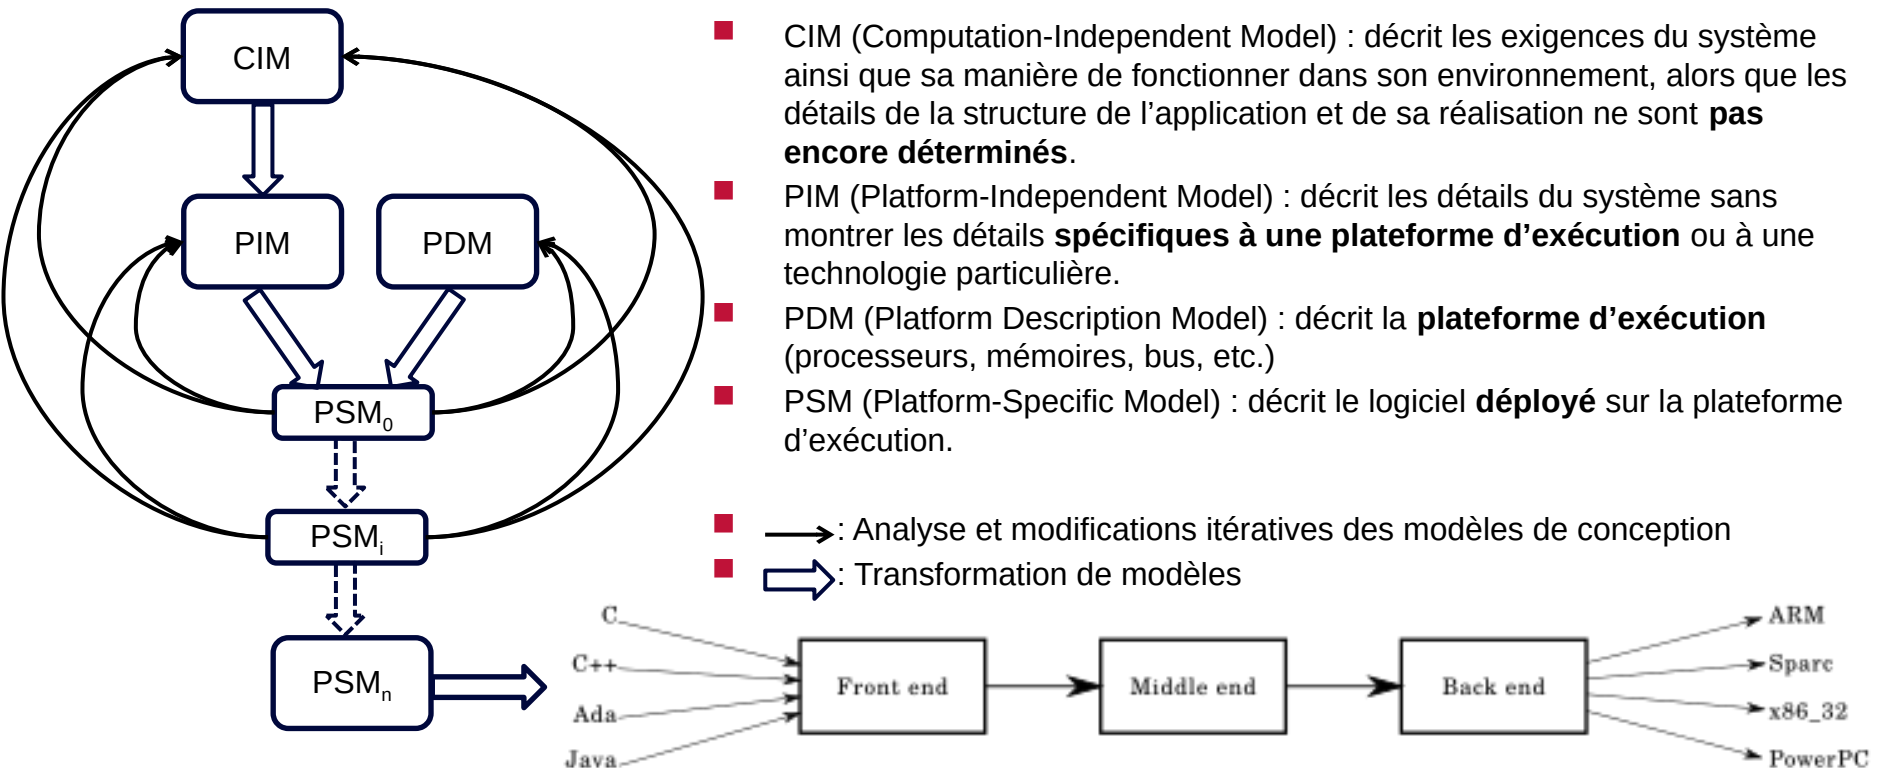 CIM
PIM
PDM
PSM0
PSMi
PSMn
CIM (Computation-Independent Model) : décrit les exigences du système
ainsi que sa manière de fonctionner dans son environnement, alors que les
détails de la structure de l’application et de sa réalisation ne sont pas
encore déterminés.
PIM (Platform-Independent Model) : décrit les détails du système sans
montrer les détails spécifiques à une plateforme d’exécution ou à une
technologie particulière.
PDM (Platform Description Model) : décrit la plateforme d’exécution
(processeurs, mémoires, bus, etc.)
PSM (Platform-Specific Model) : décrit le logiciel déployé sur la plateforme
d’exécution.
: Analyse et modifications itératives des modèles de conception
: Transformation de modèles
C
C++
Ada
Java
Front end
Middle end
Back end
ARM
Sparc
x86_32
PowerPC